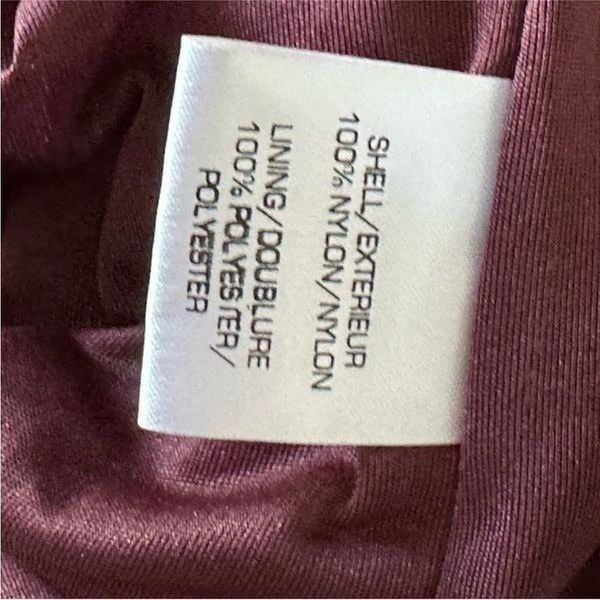 SHELL/EXTERIEUR
100% NYLON/NYLON
LINING/DOUBLURE
100% POLYESTER/
POLYESTER